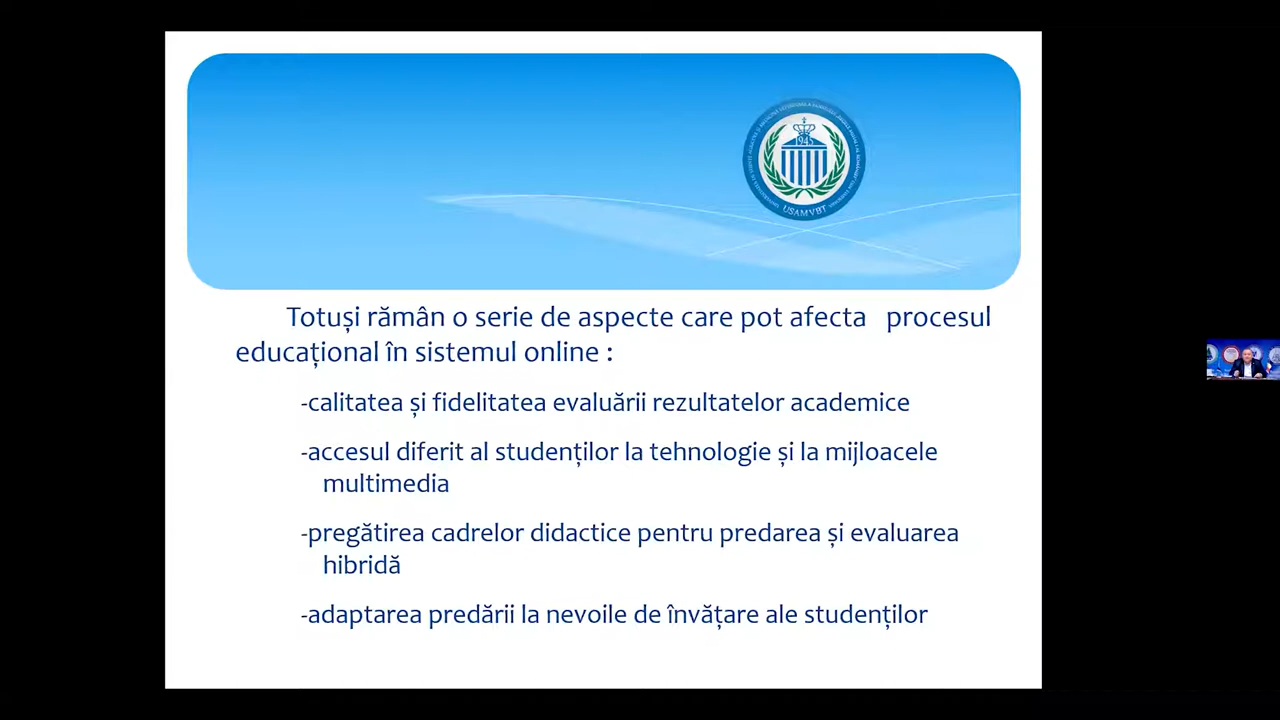 1945
USAMVBT
Totuși rămân o serie de aspecte care pot afecta procesul
educațional în sistemul online :
-calitatea și fidelitatea evaluării rezultatelor academice
-accesul diferit al studenților la tehnologie și la mijloacele
multimedia
-pregătirea cadrelor didactice pentru predarea și evaluarea
hibridă
-adaptarea predării la nevoile de învățare ale studenților